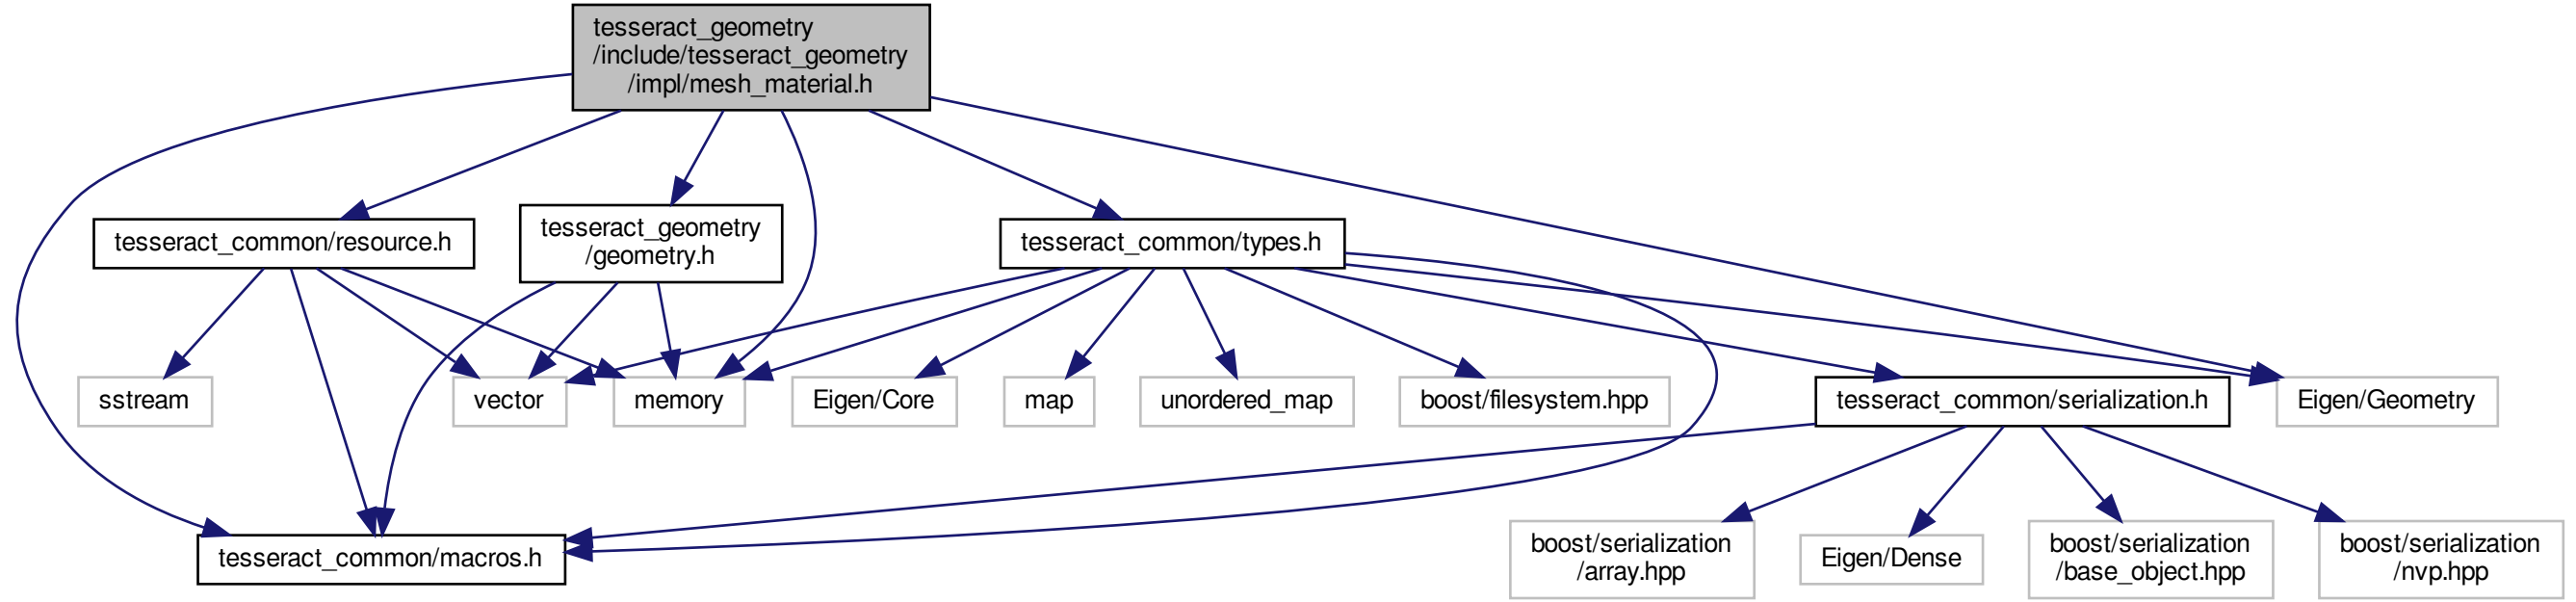 tesseract_geometry
/include/tesseract_geometry
/impl/mesh_material.h
tesseract_common/resource.h
tesseract_geometry
/geometry.h
tesseract_common/types.h
sstream
vector
memory
Eigen/Core
map
unordered_map
boost/filesystem.hpp
tesseract_common/serialization.h
Eigen/Geometry
tesseract_common/macros.h
boost/serialization
/array.hpp
Eigen/Dense
boost/serialization
/base_object.hpp
boost/serialization
/nvp.hpp